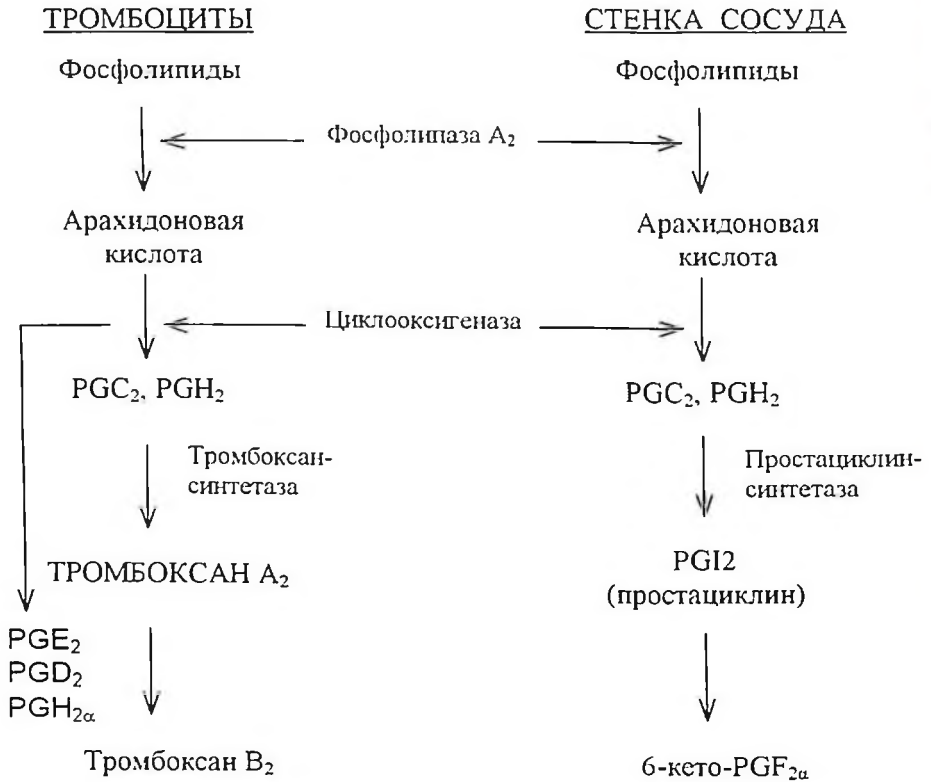 ТРОМБОЦИТЫ
Фосфолипиды
СТЕНКА СОСУДА
Фосфолипиды
Фосфолипаза A₂
Арахидоновая
кислота
Арахидоновая
кислота
Циклооксигеназа
PGC₂, PGH₂
PGC₂, PGH₂
Тромбоксан-
синтетаза
Простациклин-
синтетаза
ТРОМБОКСАН A₂
PGI2
(простациклин)
PGE₂
PGD₂
PGH₂α
Тромбоксан B₂
6-кето-PGF₂α